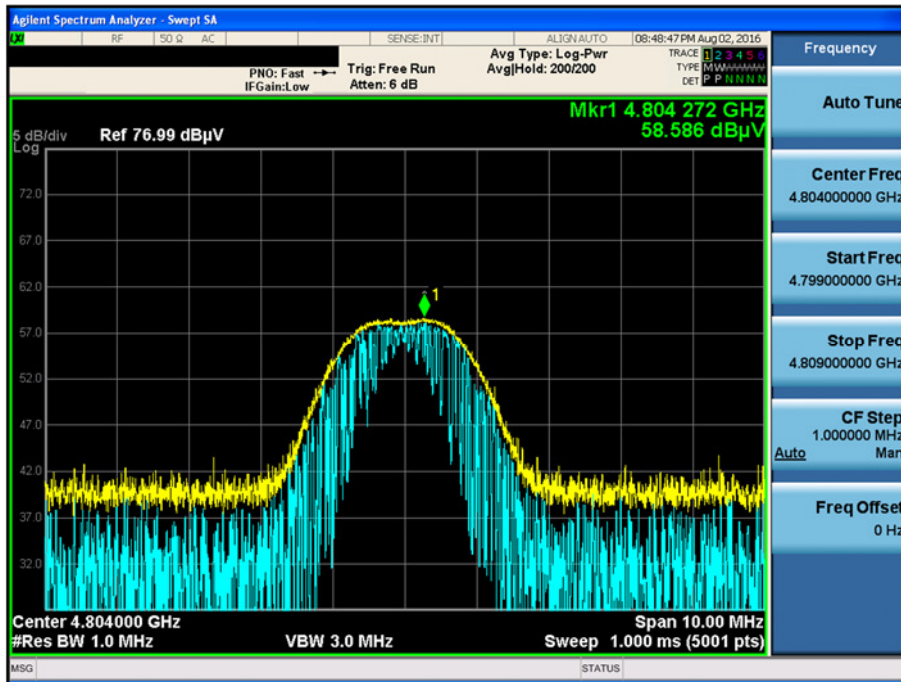 Agilent Spectrum Analyzer - Swept SA
LXI RF 50 Ω AC SENSE:INT ALIGN AUTO 08:48:47 PM Aug 02, 2016
PNO: Fast Trig: Free Run Avg Type: Log-Pwr TRACE 1 2 3 4 5 6
IFGain:Low Atten: 6 dB Avg|Hold: 200/200 TYPE M W W W W W
DET P P N N N N
Mkr1 4.804 272 GHz
58.586 dBµV
5 dB/div Ref 76.99 dBµV
Log
72.0
67.0
62.0
1
57.0
52.0
47.0
42.0
37.0
32.0
Center 4.804000 GHz Span 10.00 MHz
#Res BW 1.0 MHz VBW 3.0 MHz Sweep 1.000 ms (5001 pts)
MSG STATUS
Frequency
Auto Tune
Center Freq
4.804000000 GHz
Start Freq
4.799000000 GHz
Stop Freq
4.809000000 GHz
CF Step
1.000000 MHz
Auto Man
Freq Offset
0 Hz